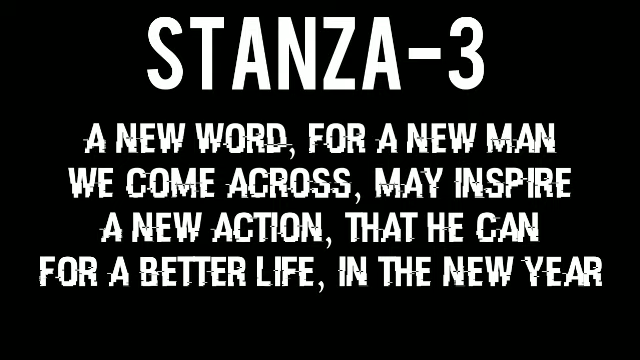 STANZA-3
A NEW WORD, FOR A NEW MAN
WE COME ACROSS, MAY INSPIRE
A NEW ACTION, THAT HE CAN
FOR A BETTER LIFE, IN THE NEW YEAR